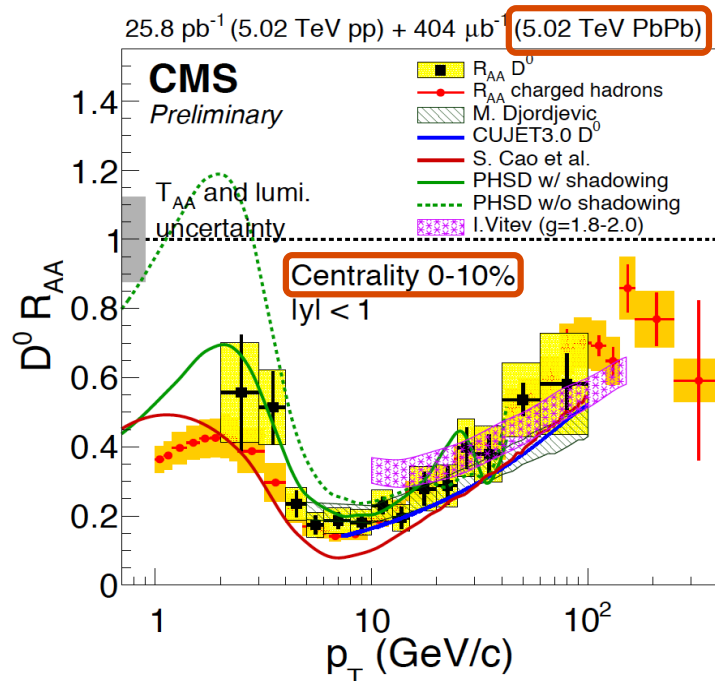 25.8 pb⁻¹ (5.02 TeV pp) + 404 μb⁻¹ (5.02 TeV PbPb)
CMS
Preliminary
R_AA D⁰
R_AA charged hadrons
M. Djordjevic
CUJET3.0 D⁰
S. Cao et al.
PHSD w/ shadowing
PHSD w/o shadowing
I.Vitev (g=1.8-2.0)
T_AA and lumi.
uncertainty
Centrality 0-10%
|y| < 1
D⁰ R_AA
1.4
1.2
1
0.8
0.6
0.4
0.2
0
1
10
10²
p_T (GeV/c)